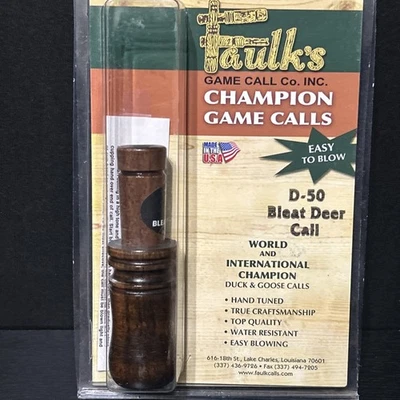 Faulk's
GAME CALL Co. INC.
CHAMPION
GAME CALLS
EASY
TO BLOW
MADE
IN THE
USA
D-50
Bleat Deer
Call
WORLD
AND
INTERNATIONAL
CHAMPION
DUCK & GOOSE CALLS
• HAND TUNED
• TRUE CRAFTSMANSHIP
• TOP QUALITY
• WATER RESISTANT
• EASY BLOWING
616-18th St., Lake Charles, Louisiana 70601
(337) 436-9726 • Fax (337) 494-7205
www.faulkcalls.com
BLEA